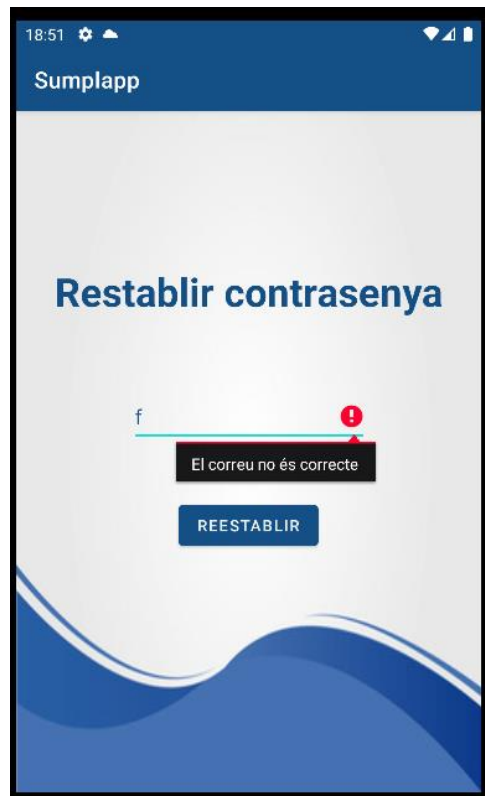 18:51
Sumplapp
Restablir contrasenya
f
El correu no és correcte
REESTABLIR